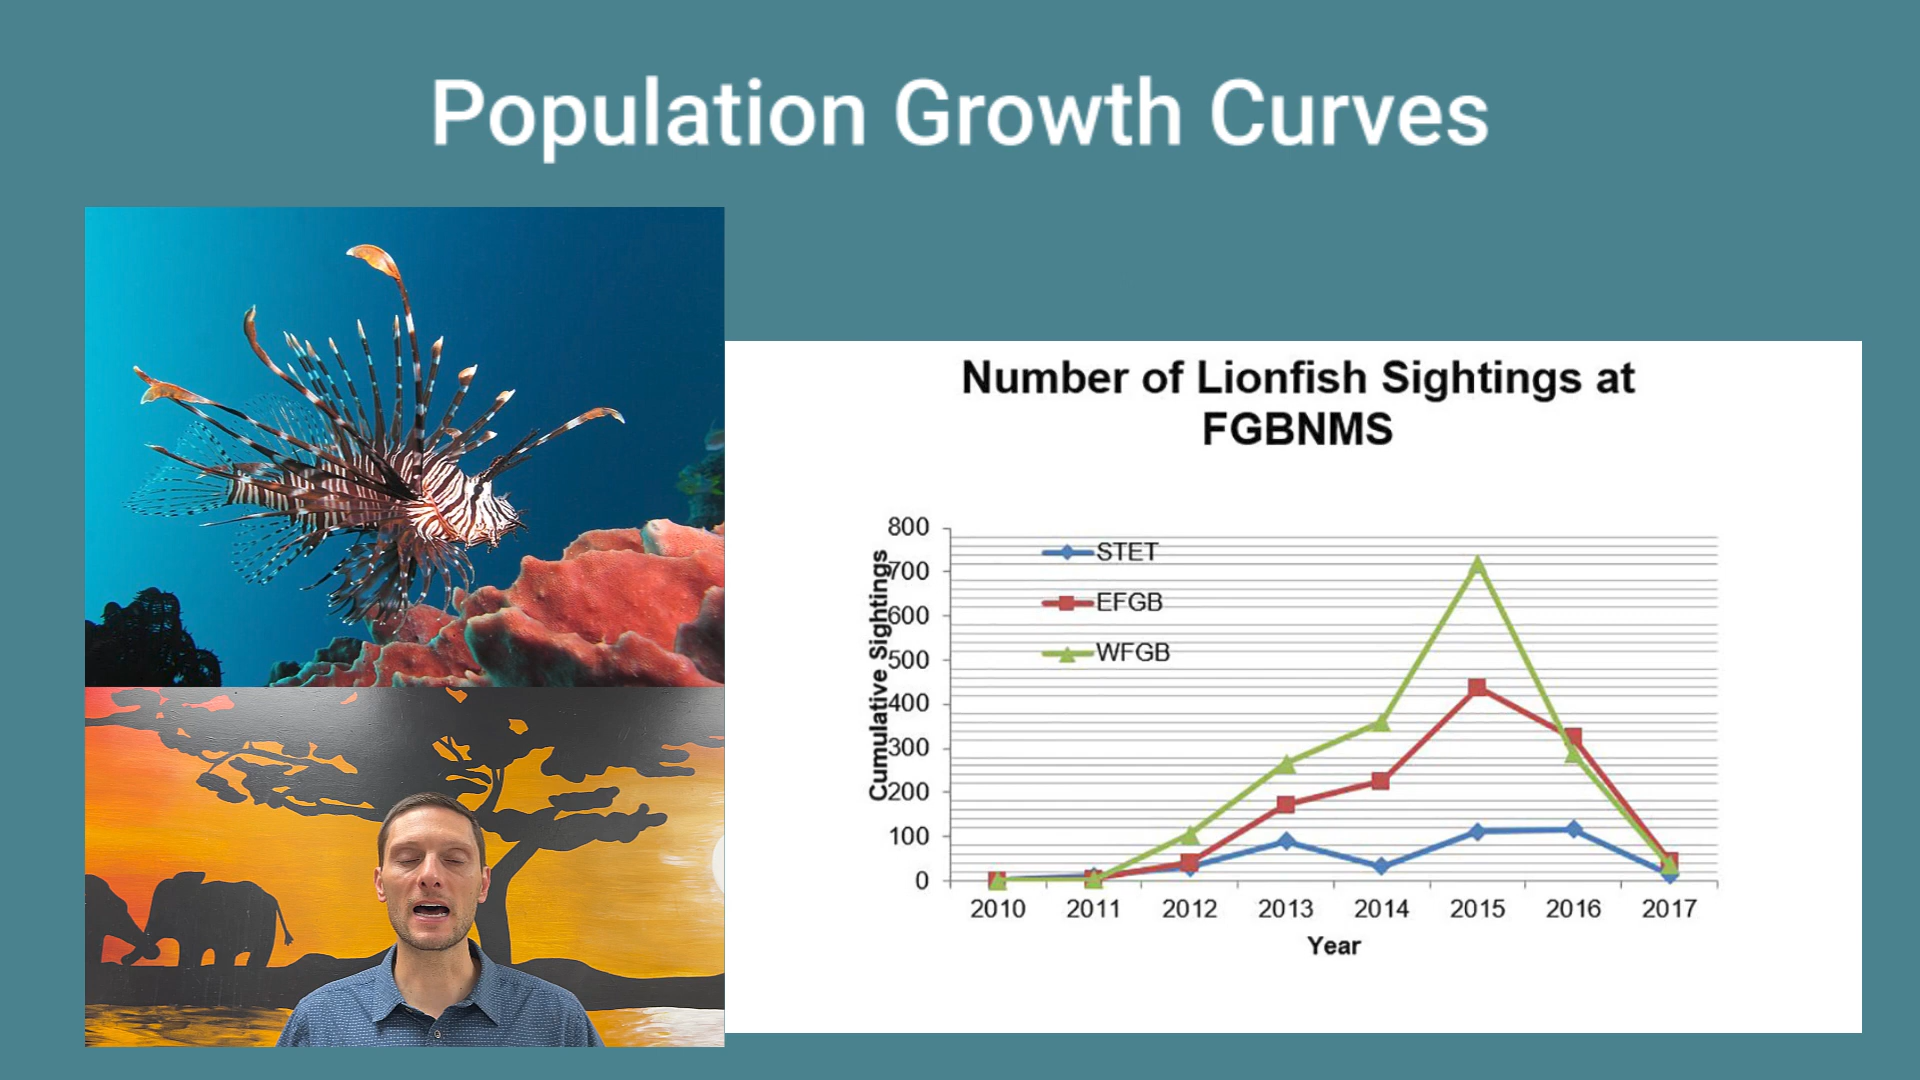 Population Growth Curves
Number of Lionfish Sightings at
FGBNMS
Cumulative Sightings
800
700
600
500
400
300
200
100
0
STET
EFGB
WFGB
2010 2011 2012 2013 2014 2015 2016 2017
Year